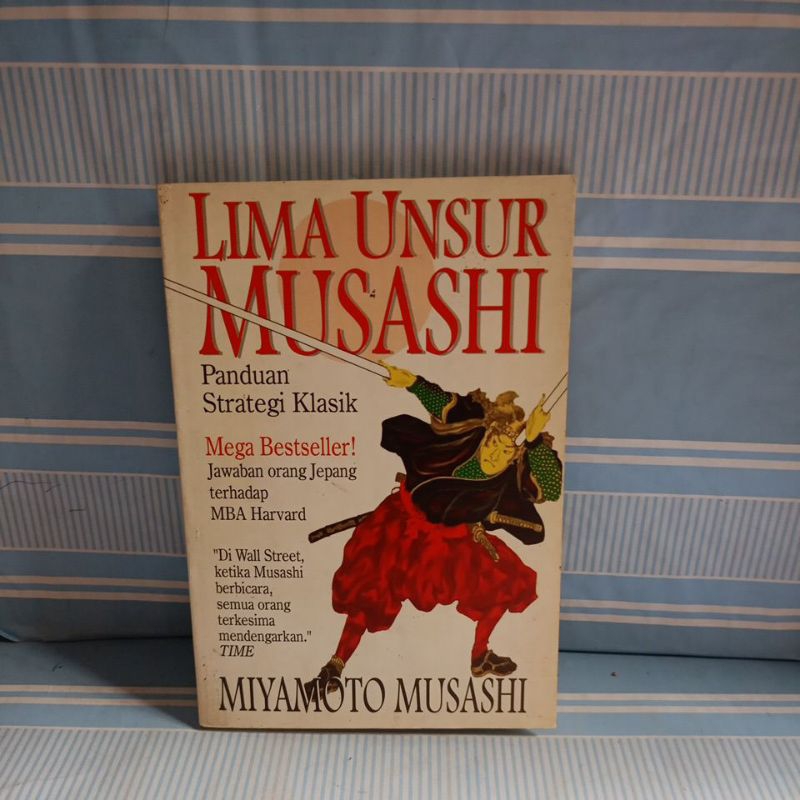 LIMA UNSUR
MUSASHI
Panduan
Strategi Klasik
Mega Bestseller!
Jawaban orang Jepang
terhadap
MBA Harvard
"Di Wall Street,
ketika Musashi
berbicara,
semua orang
terkesima
mendengarkan."
TIME
MIYAMOTO MUSASHI